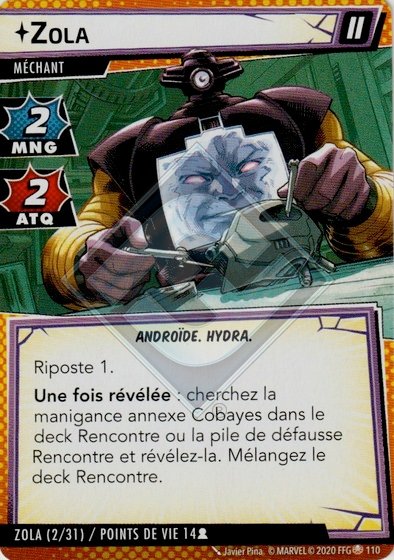 Zola
II
MÉCHANT
2
MNG
2
ATQ
ANDROÏDE. HYDRA.
Riposte 1.
Une fois révélée : cherchez la
manigance annexe Cobayes dans le
deck Rencontre ou la pile de défausse
Rencontre et révélez-la. Mélangez le
deck Rencontre.
ZOLA (2/31) / POINTS DE VIE 14
Javier Pina. © MARVEL © 2020 FFG 110